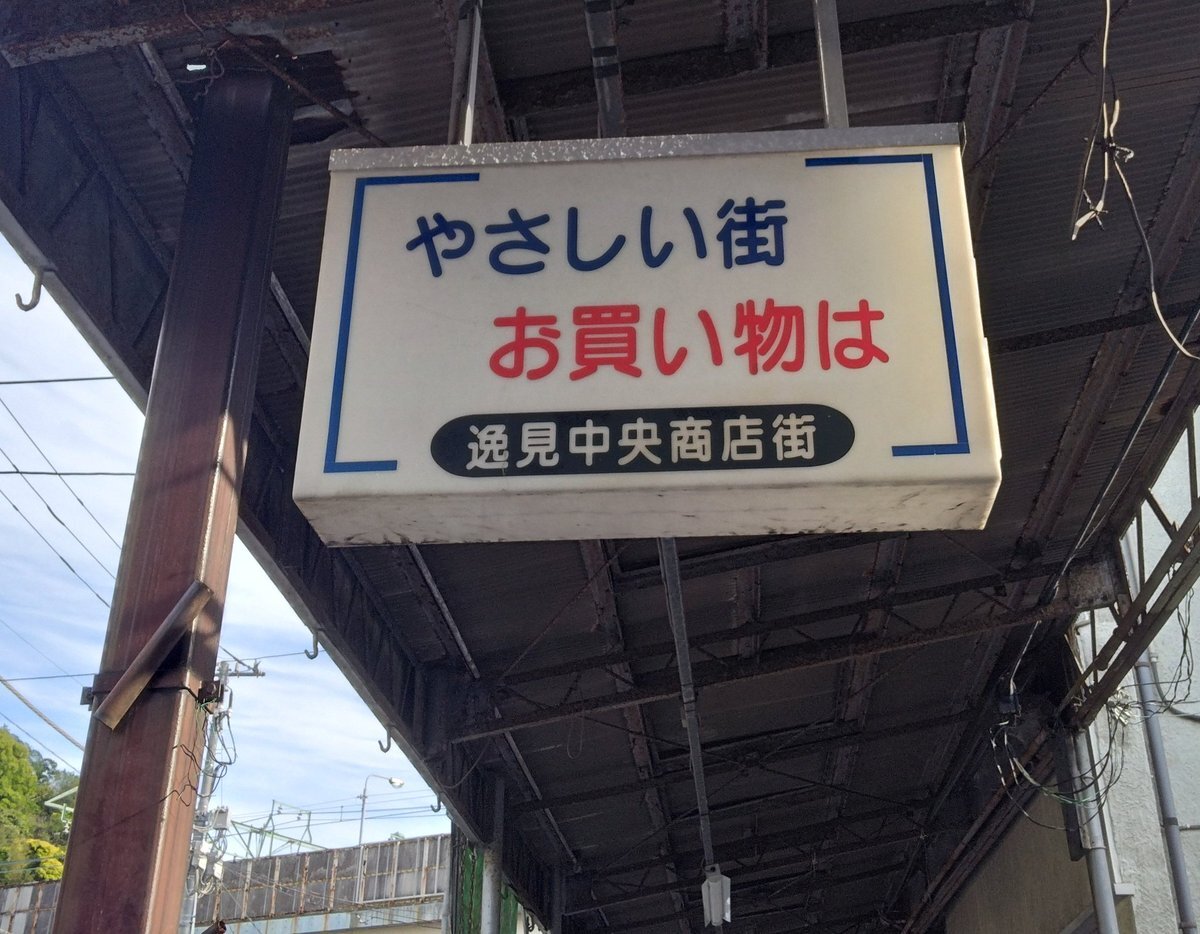 やさしい街
お買い物は
逸見中央商店街